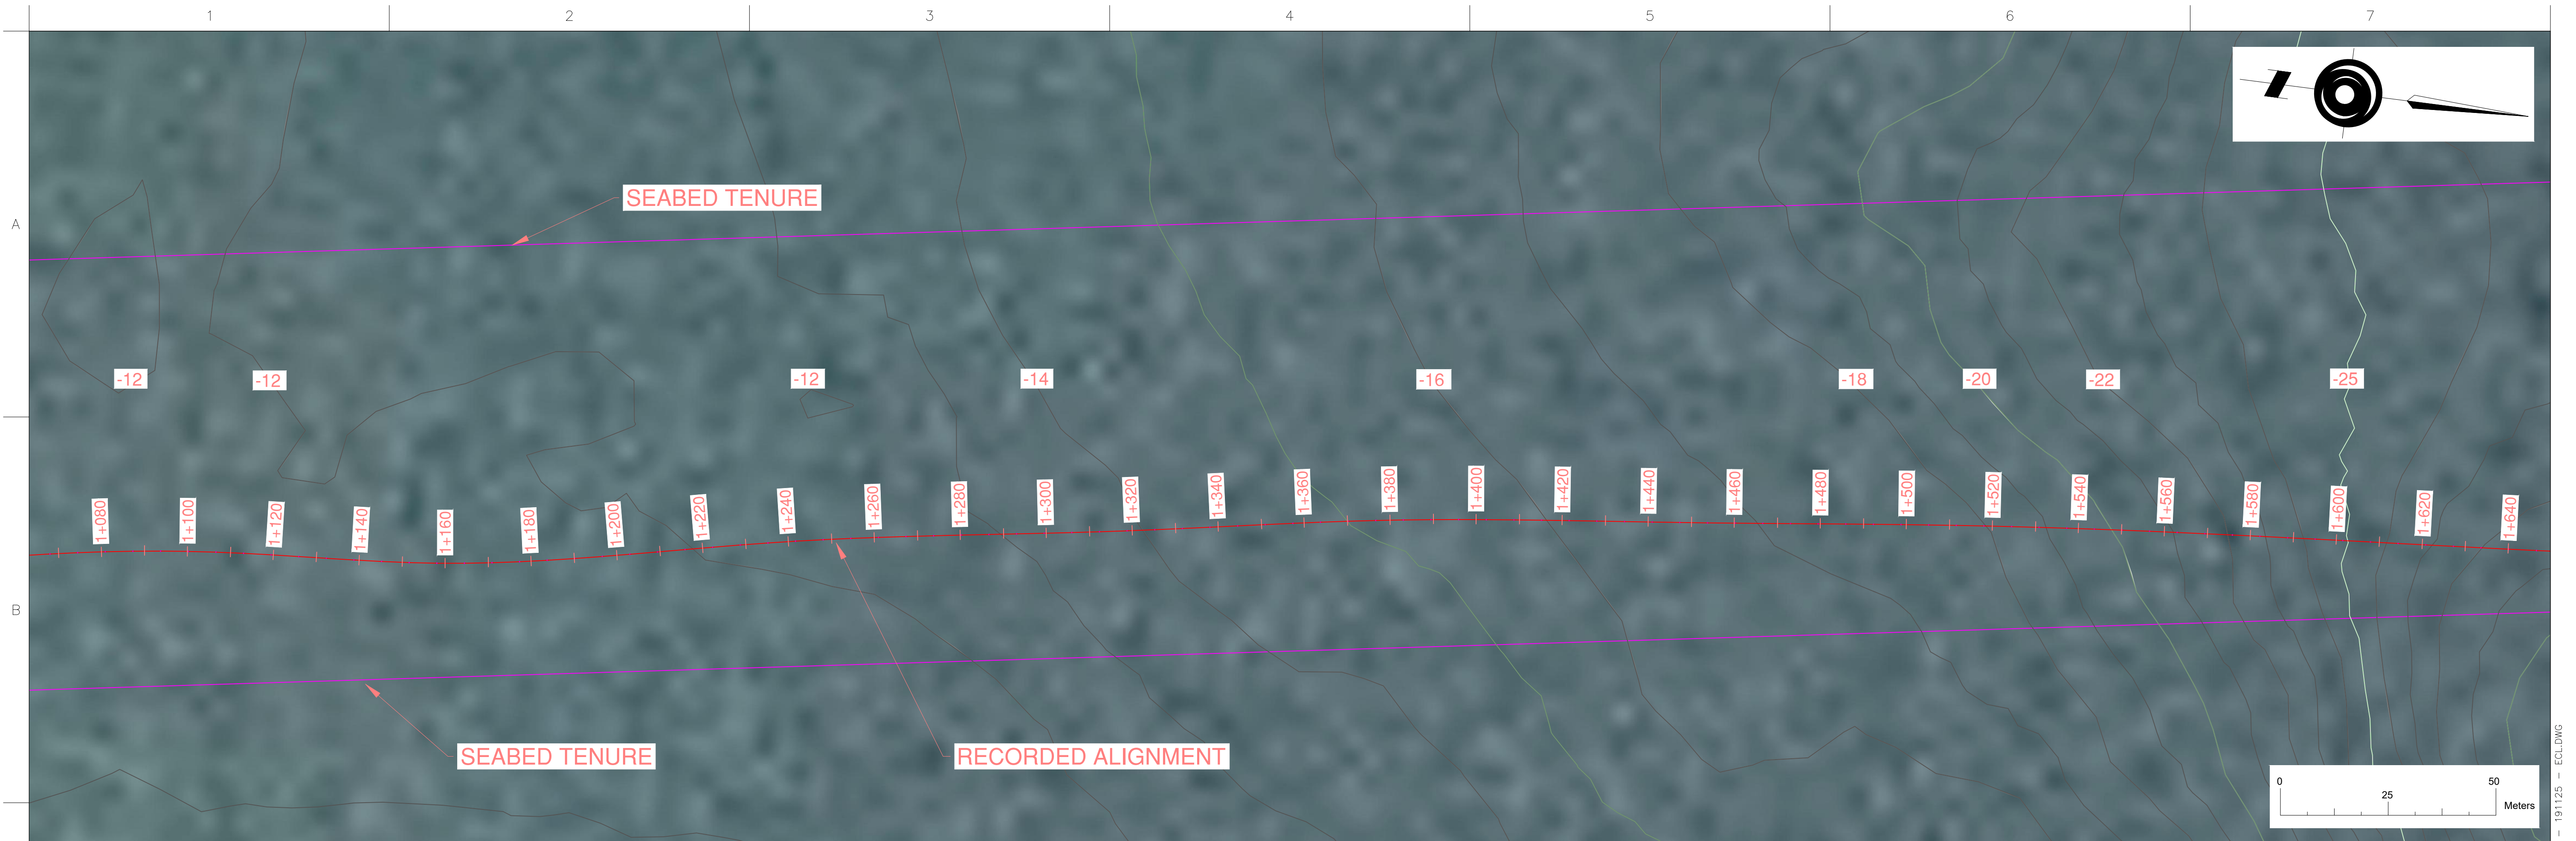 1 2 3 4 5 6 7
A
SEABED TENURE
-12 -12 -12 -14 -16 -18 -20 -22 -25
1+080 1+100 1+120 1+140 1+160 1+180 1+200 1+220 1+240 1+260 1+280 1+300 1+320 1+340 1+360 1+380 1+400 1+420 1+440 1+460 1+480 1+500 1+520 1+540 1+560 1+580 1+600 1+620 1+640
B
SEABED TENURE
RECORDED ALIGNMENT
0 25 50
Meters
- 191125 - ECL.DWG